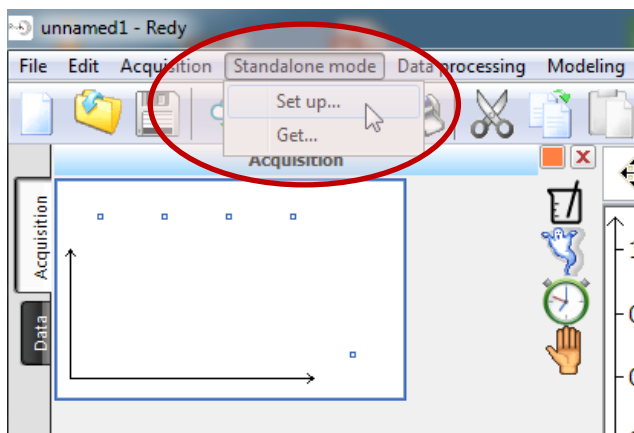 unnamed1 - Redy
File Edit Acquisition Standalone mode Data processing Modeling
Set up...
Get...
Acquisition
Acquisition
Data